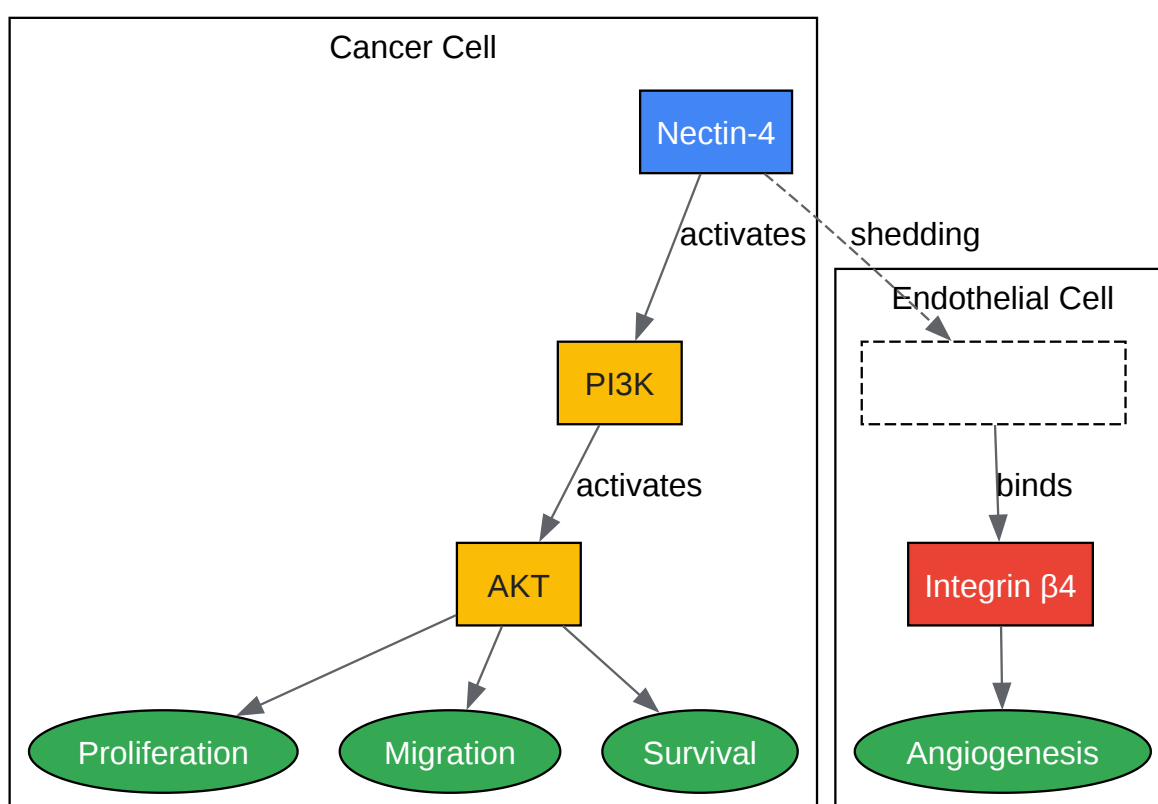 Cancer Cell
Nectin-4
activates
shedding
Endothelial Cell
PI3K
activates
binds
AKT
Integrin β4
Proliferation
Migration
Survival
Angiogenesis